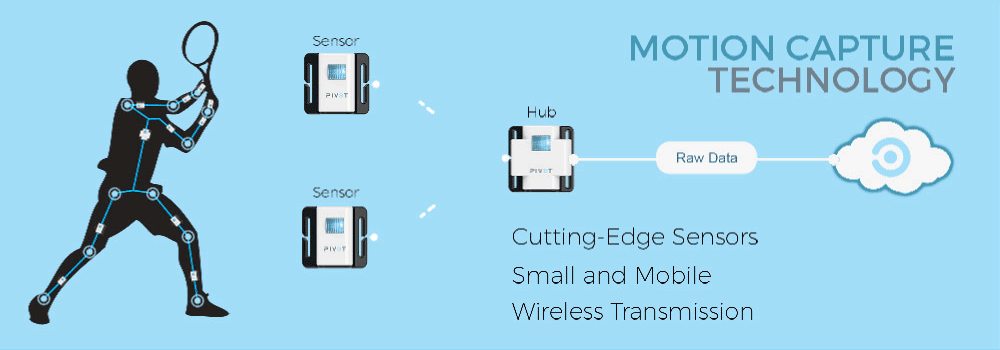 Sensor
PIVOT
Sensor
PIVOT
Hub
PIVOT
Raw Data
MOTION CAPTURE
TECHNOLOGY
Cutting-Edge Sensors
Small and Mobile
Wireless Transmission